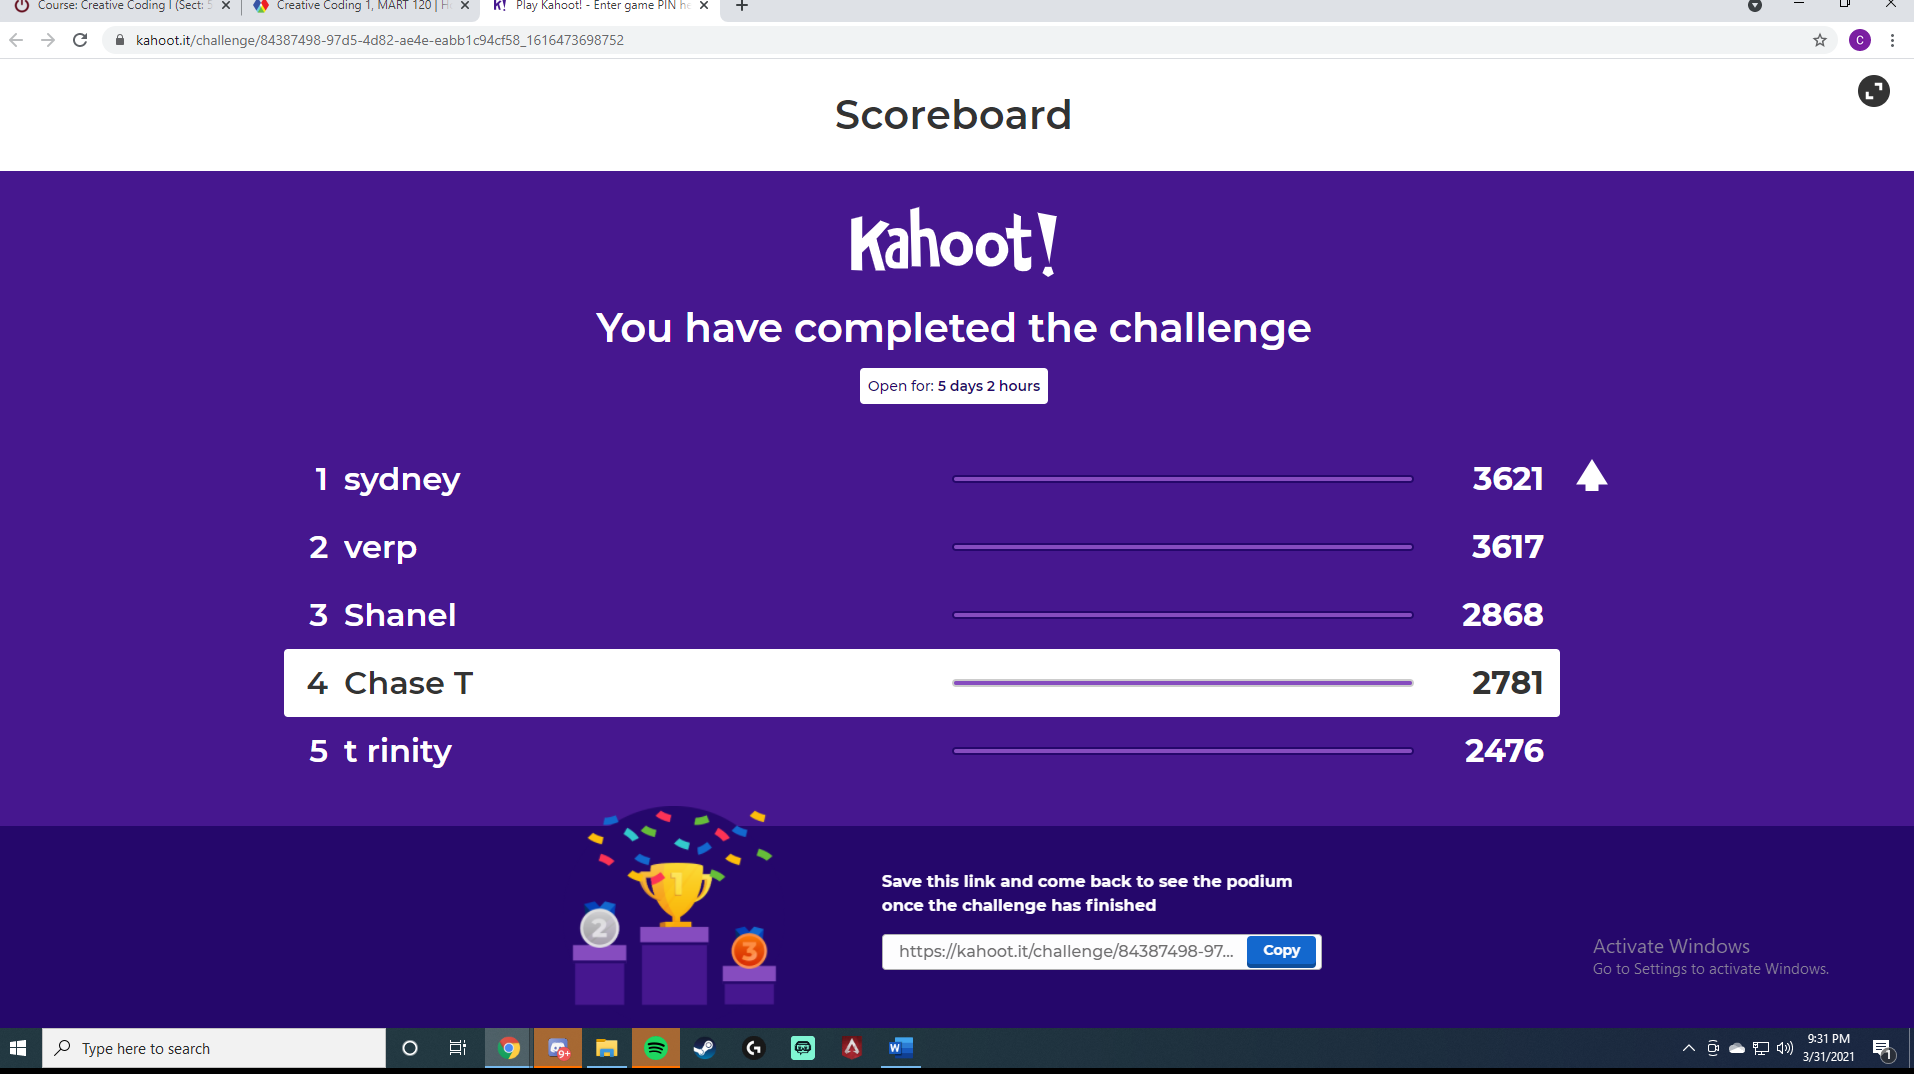 Course: Creative Coding I (Sect: 5
Creative Coding 1, MART 120 | H
K! Play Kahoot! - Enter game PIN he
kahoot.it/challenge/84387498-97d5-4d82-ae4e-eabb1c94cf58_1616473698752
C
Scoreboard
Kahoot!
You have completed the challenge
Open for: 5 days 2 hours
1 sydney 3621
2 verp 3617
3 Shanel 2868
4 Chase T 2781
5 t rinity 2476
1
2
3
Save this link and come back to see the podium
once the challenge has finished
https://kahoot.it/challenge/84387498-97... Copy
Activate Windows
Go to Settings to activate Windows.
Type here to search
9+
W
9:31 PM
3/31/2021
1